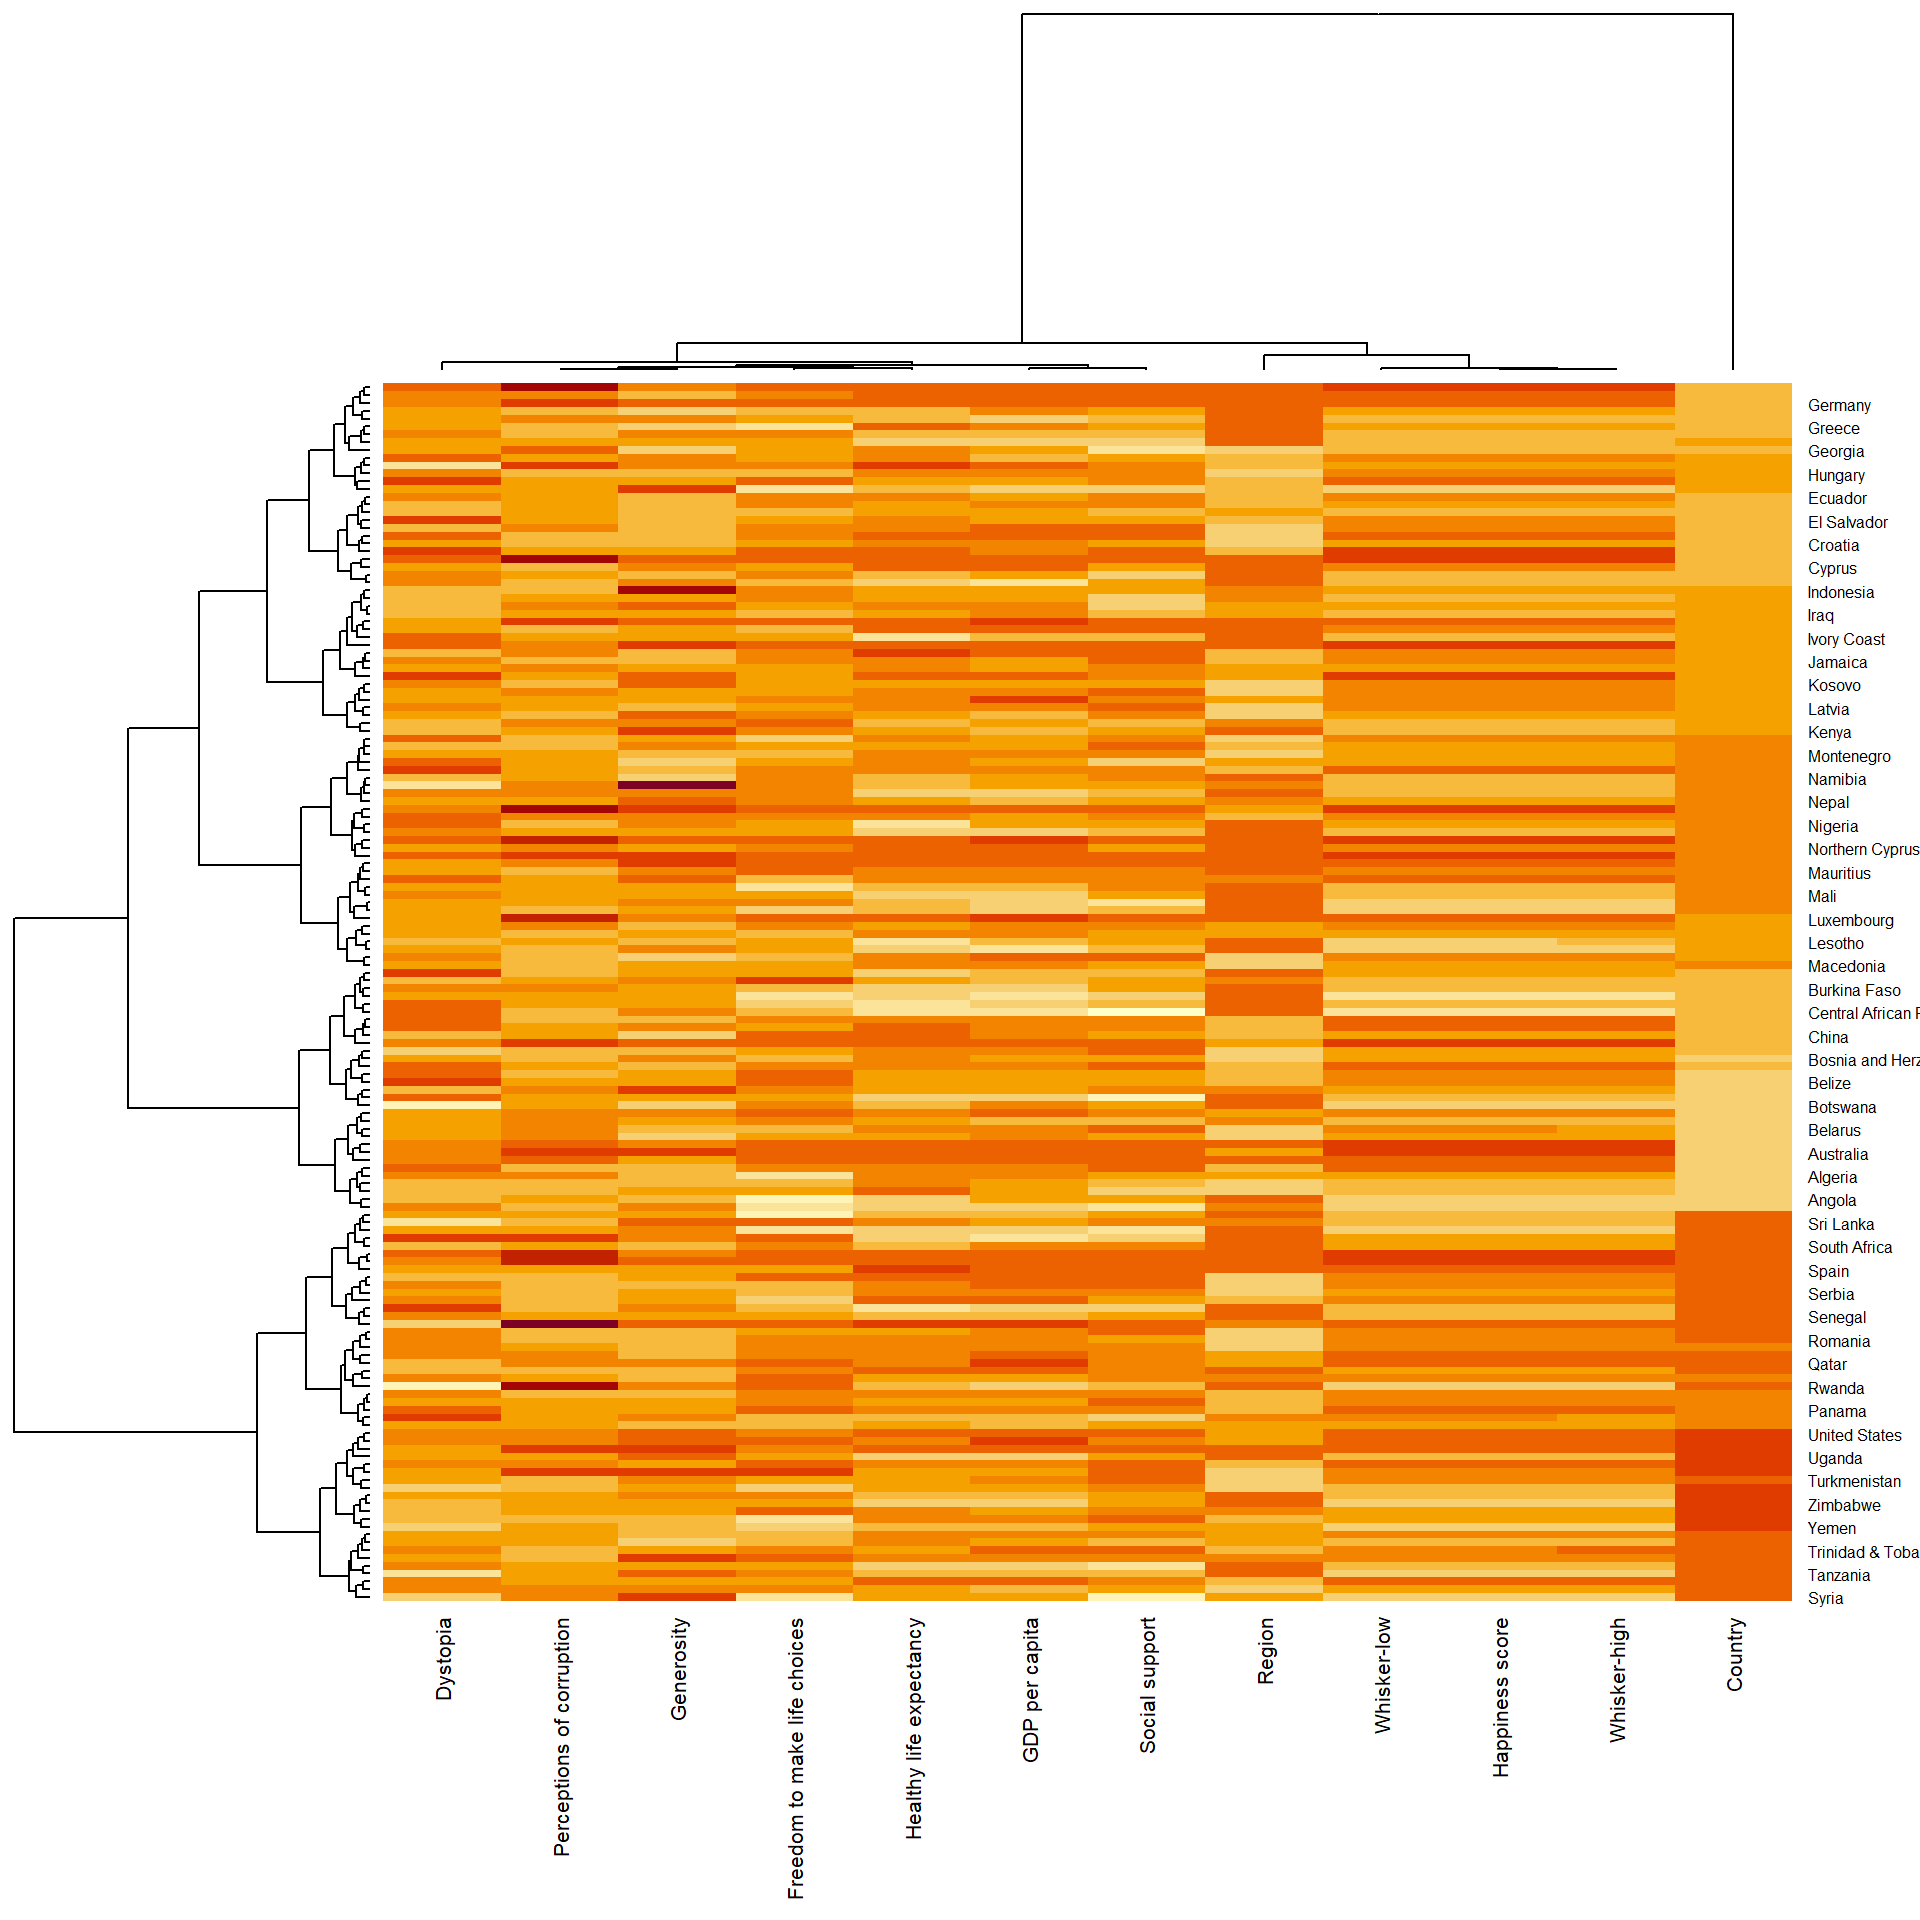 Germany
Greece
Georgia
Hungary
Ecuador
El Salvador
Croatia
Cyprus
Indonesia
Iraq
Ivory Coast
Jamaica
Kosovo
Latvia
Kenya
Montenegro
Namibia
Nepal
Nigeria
Northern Cyprus
Mauritius
Mali
Luxembourg
Lesotho
Macedonia
Burkina Faso
Central African
China
Bosnia and Herz
Belize
Botswana
Belarus
Australia
Algeria
Angola
Sri Lanka
South Africa
Spain
Serbia
Senegal
Romania
Qatar
Rwanda
Panama
United States
Uganda
Turkmenistan
Zimbabwe
Yemen
Trinidad & Toba
Tanzania
Syria
Dystopia
Perceptions of corruption
Generosity
Freedom to make life choices
Healthy life expectancy
GDP per capita
Social support
Region
Whisker-low
Happiness score
Whisker-high
Country